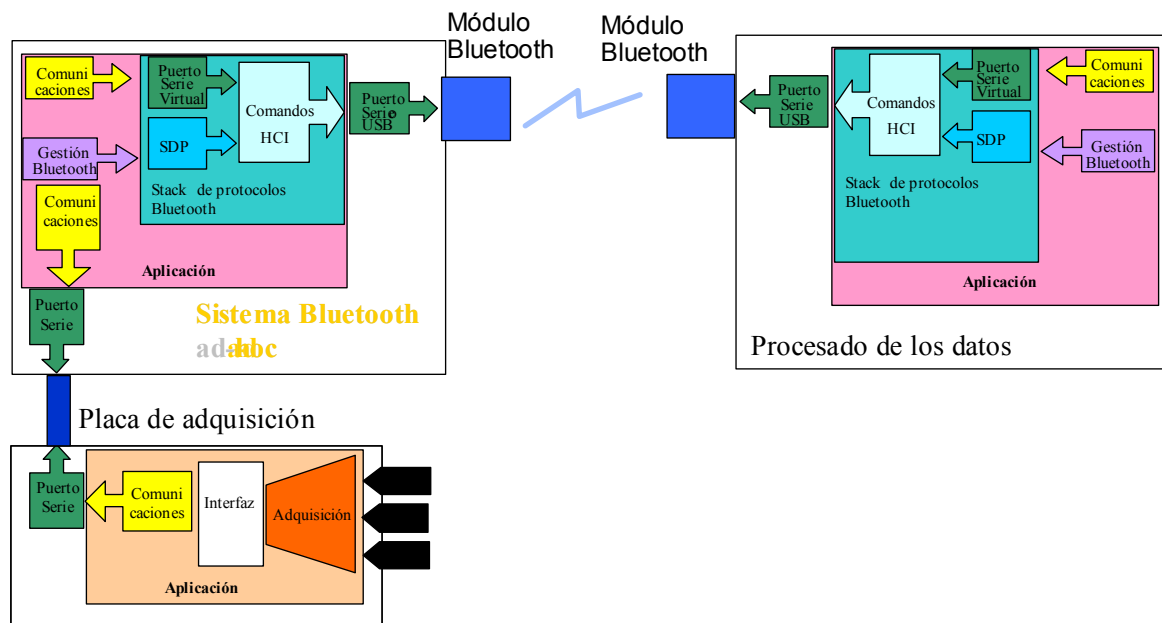 Módulo
Bluetooth
Módulo
Bluetooth
Comuni
caciones
Puerto
Serie
Virtual
Comandos
HCI
Puerto
Serie
USB
SDP
Gestión
Bluetooth
Stack de protocolos
Bluetooth
Comuni
caciones
Aplicación
Puerto
Serie
Sistema Bluetooth
ad-hoc
Puerto
Serie
USB
Comandos
HCI
Puerto
Serie
Virtual
Comuni
caciones
SDP
Gestión
Bluetooth
Stack de protocolos
Bluetooth
Aplicación
Procesado de los datos
Placa de adquisición
Puerto
Serie
Comuni
caciones
Interfaz
Adquisición
Aplicación